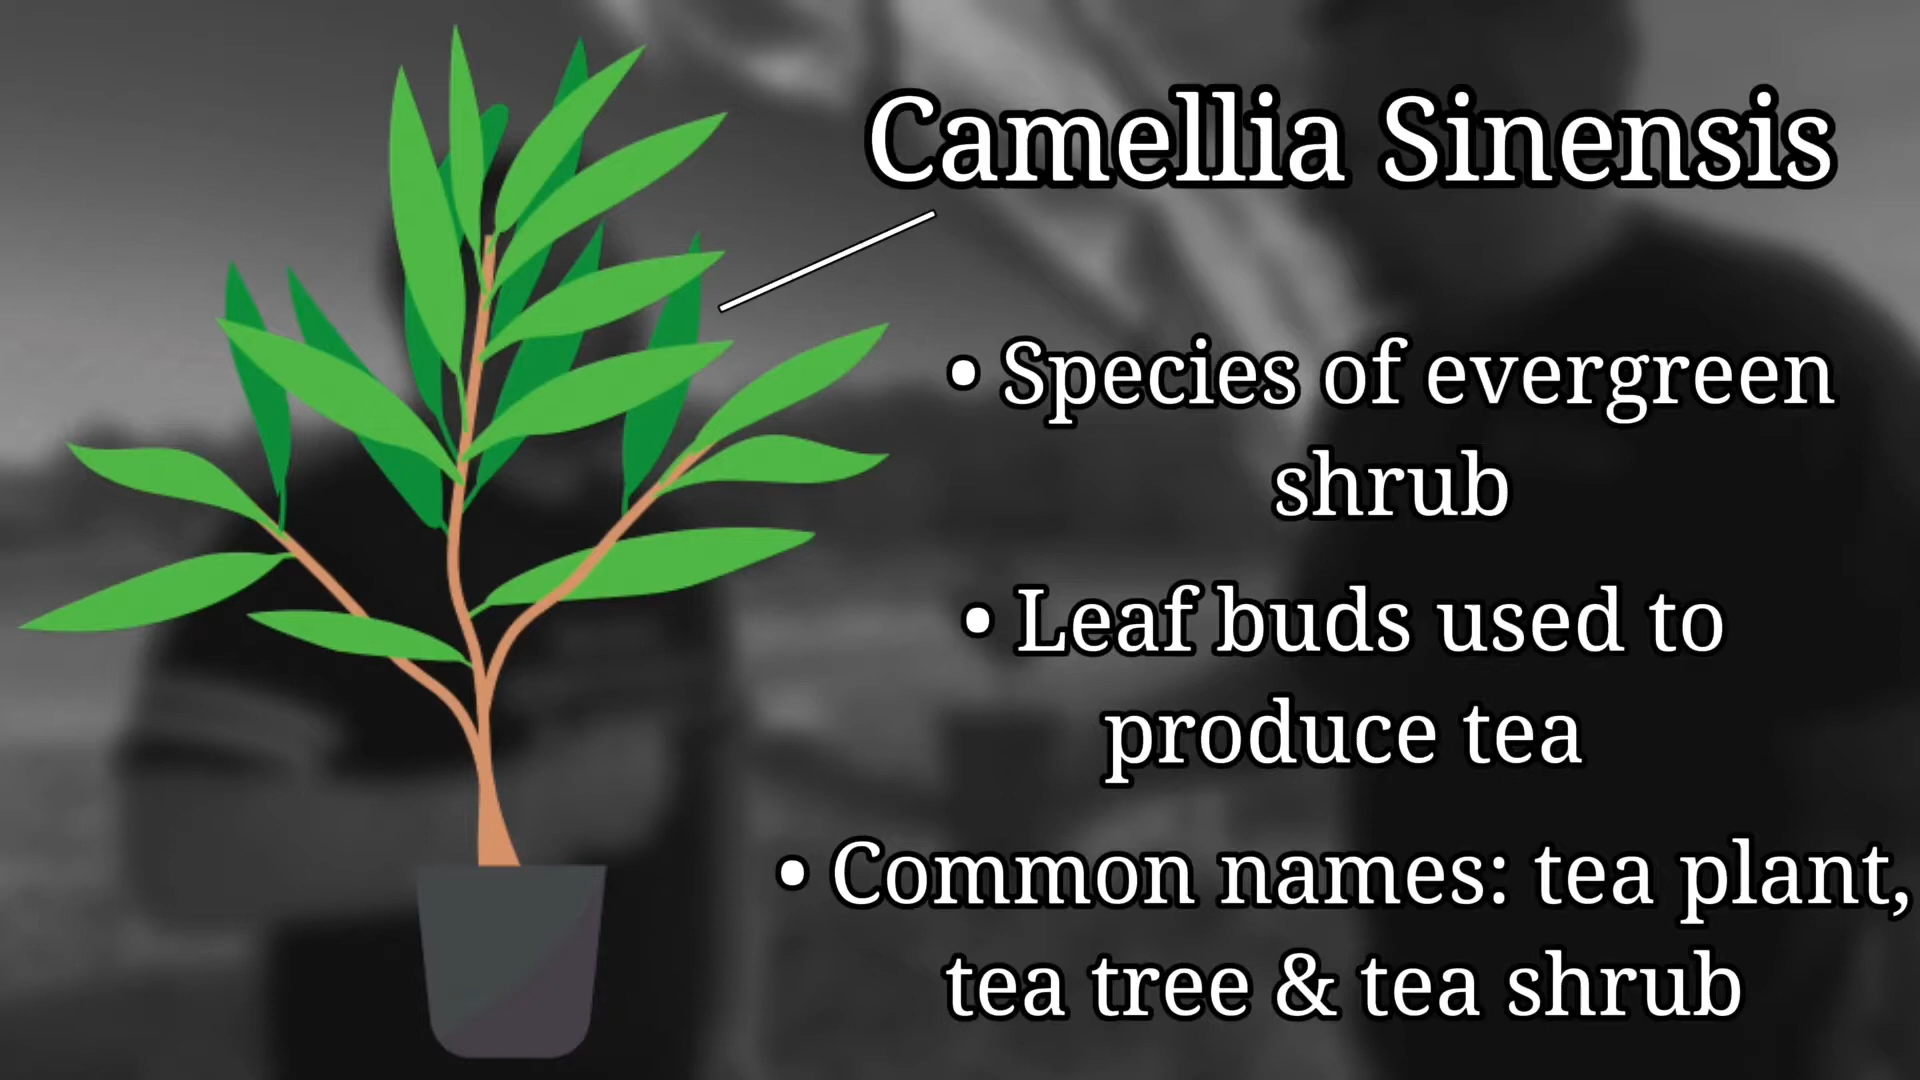 Camellia Sinensis
• Species of evergreen
shrub
• Leaf buds used to
produce tea
• Common names: tea plant,
tea tree & tea shrub